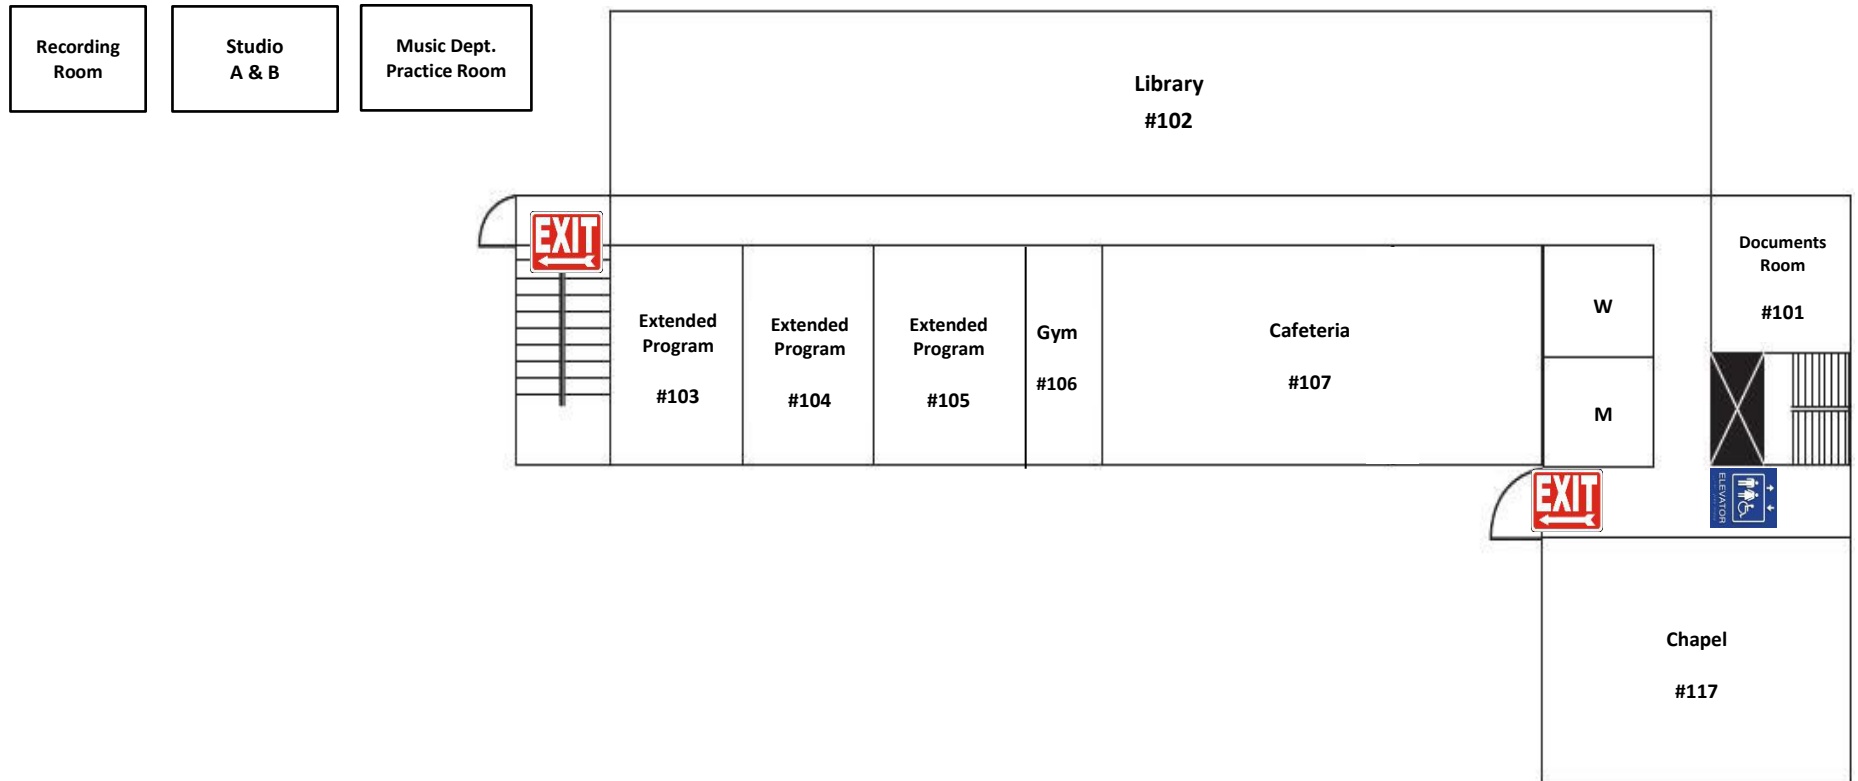 Recording
Room
Studio
A & B
Music Dept.
Practice Room
Library
#102
EXIT
Documents
Room
#101
Extended
Program
#103
Extended
Program
#104
Extended
Program
#105
Gym
#106
Cafeteria
#107
W
M
EXIT
ELEVATOR
Chapel
#117